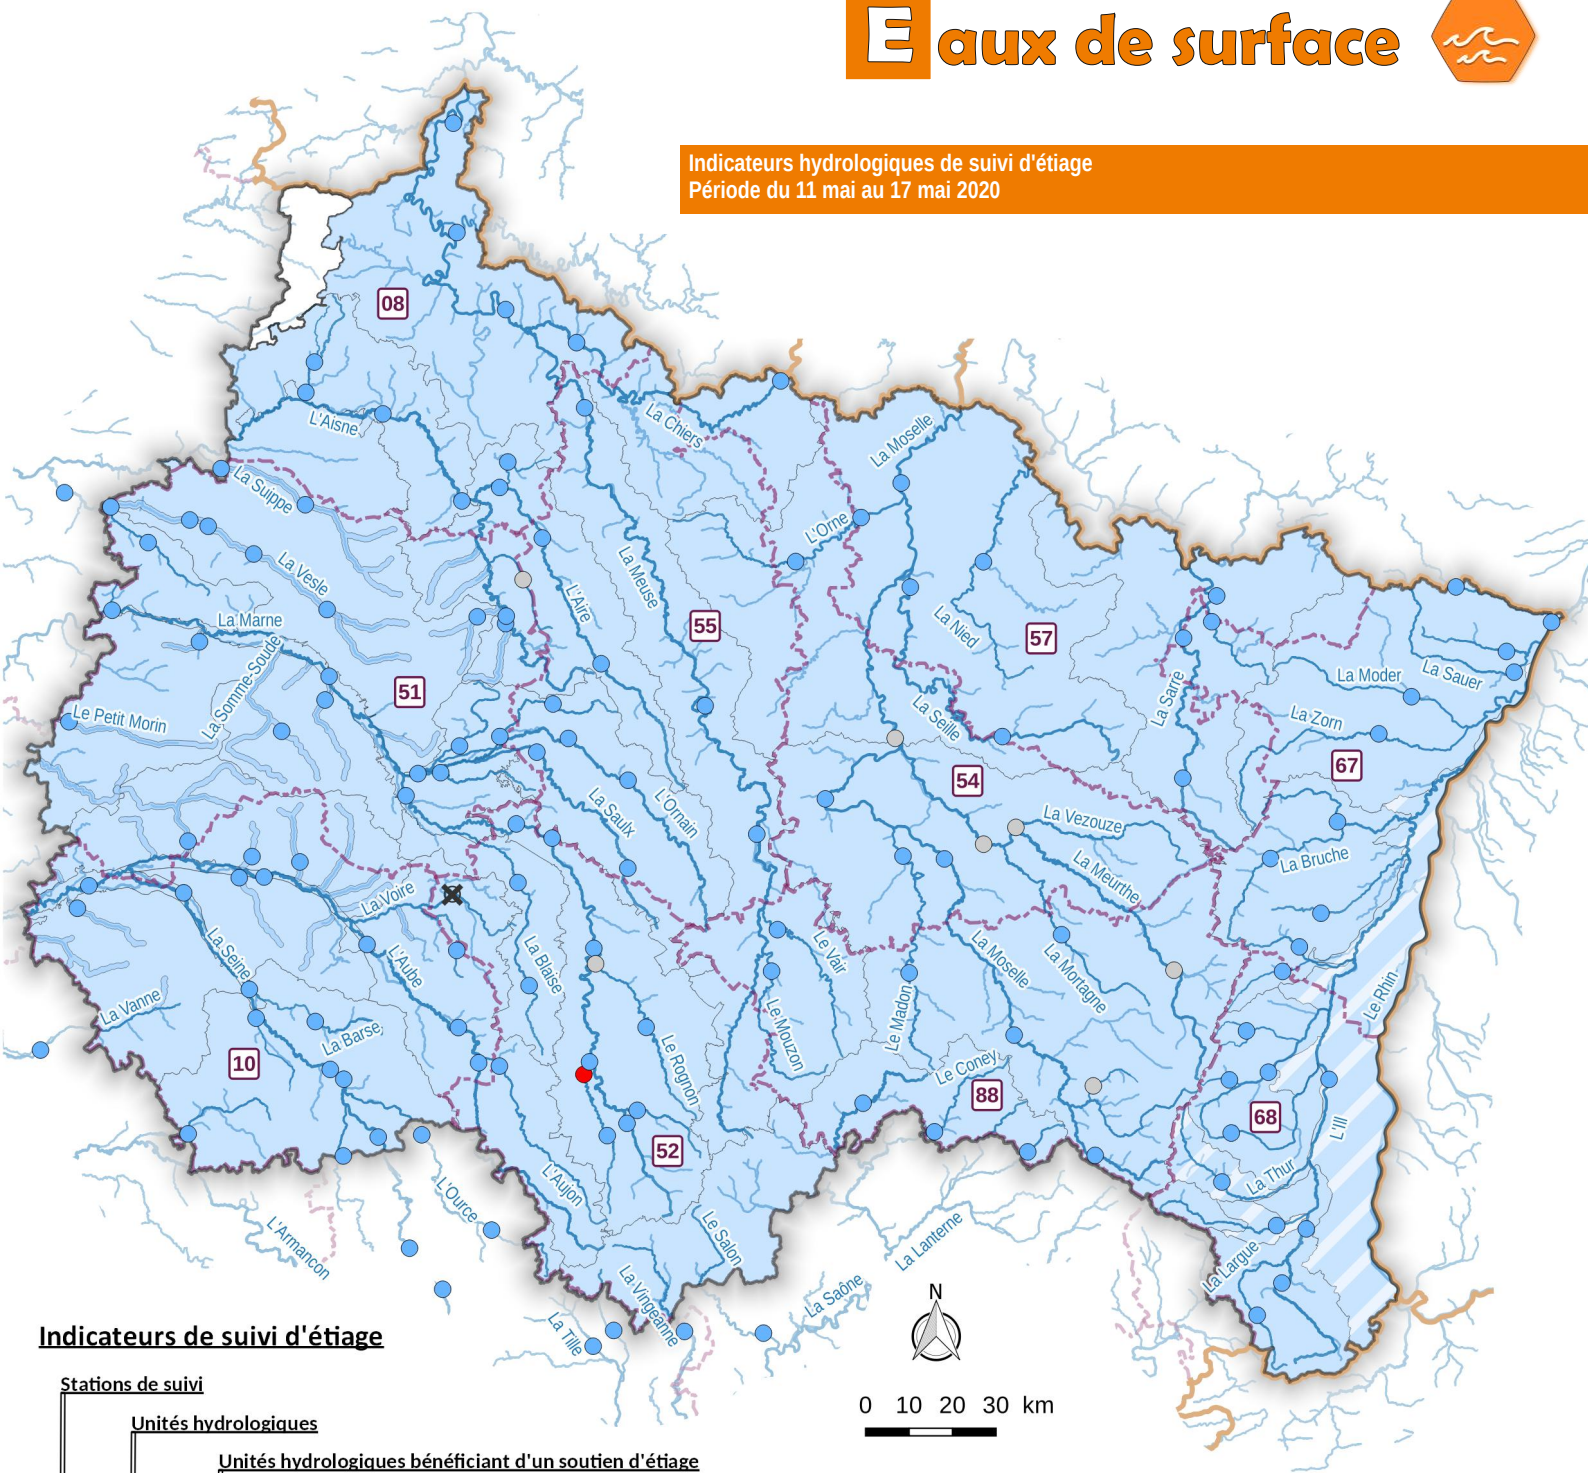 Eaux de surface
Indicateurs hydrologiques de suivi d'étiage
Période du 11 mai au 17 mai 2020
08
L'Aisne
La Chiers
La Moselle
La Suippe
L'Orne
La Vesle
La Meuse
L'Aire
La Marne
55
La Nied
57
La Somme-Soude
51
La Sarre
La Moder
La Sauer
Le Petit Morin
La Seille
La Zorn
67
54
La Saulx
L'Ornain
La Vezouze
La Meurthe
La Bruche
La Voire
La Seine
L'Aube
La Blaise
Le Vair
La Moselle
La Mortagne
Le Rhin
La Vanne
La Barse
Le Mouzon
Le Madon
10
Le Rognon
Le Coney
88
68
L'Ill
52
La Thur
L'Aujon
L'Ource
L'Armançon
Le Salon
La Lanterne
La Largue
La Vingeanne
La Saône
La Tille
N
0 10 20 30 km
Indicateurs de suivi d'étiage
Stations de suivi
Unités hydrologiques
Unités hydrologiques bénéficiant d'un soutien d'étiage